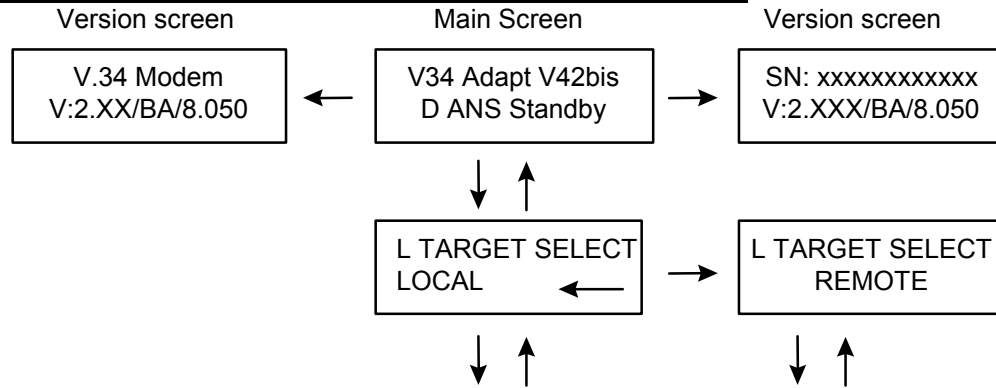 Version screen
Main Screen
Version screen
V.34 Modem
V:2.XX/BA/8.050
V34 Adapt V42bis
D ANS Standby
SN: xxxxxxxxxxxx
V:2.XXX/BA/8.050
L TARGET SELECT
LOCAL
L TARGET SELECT
REMOTE